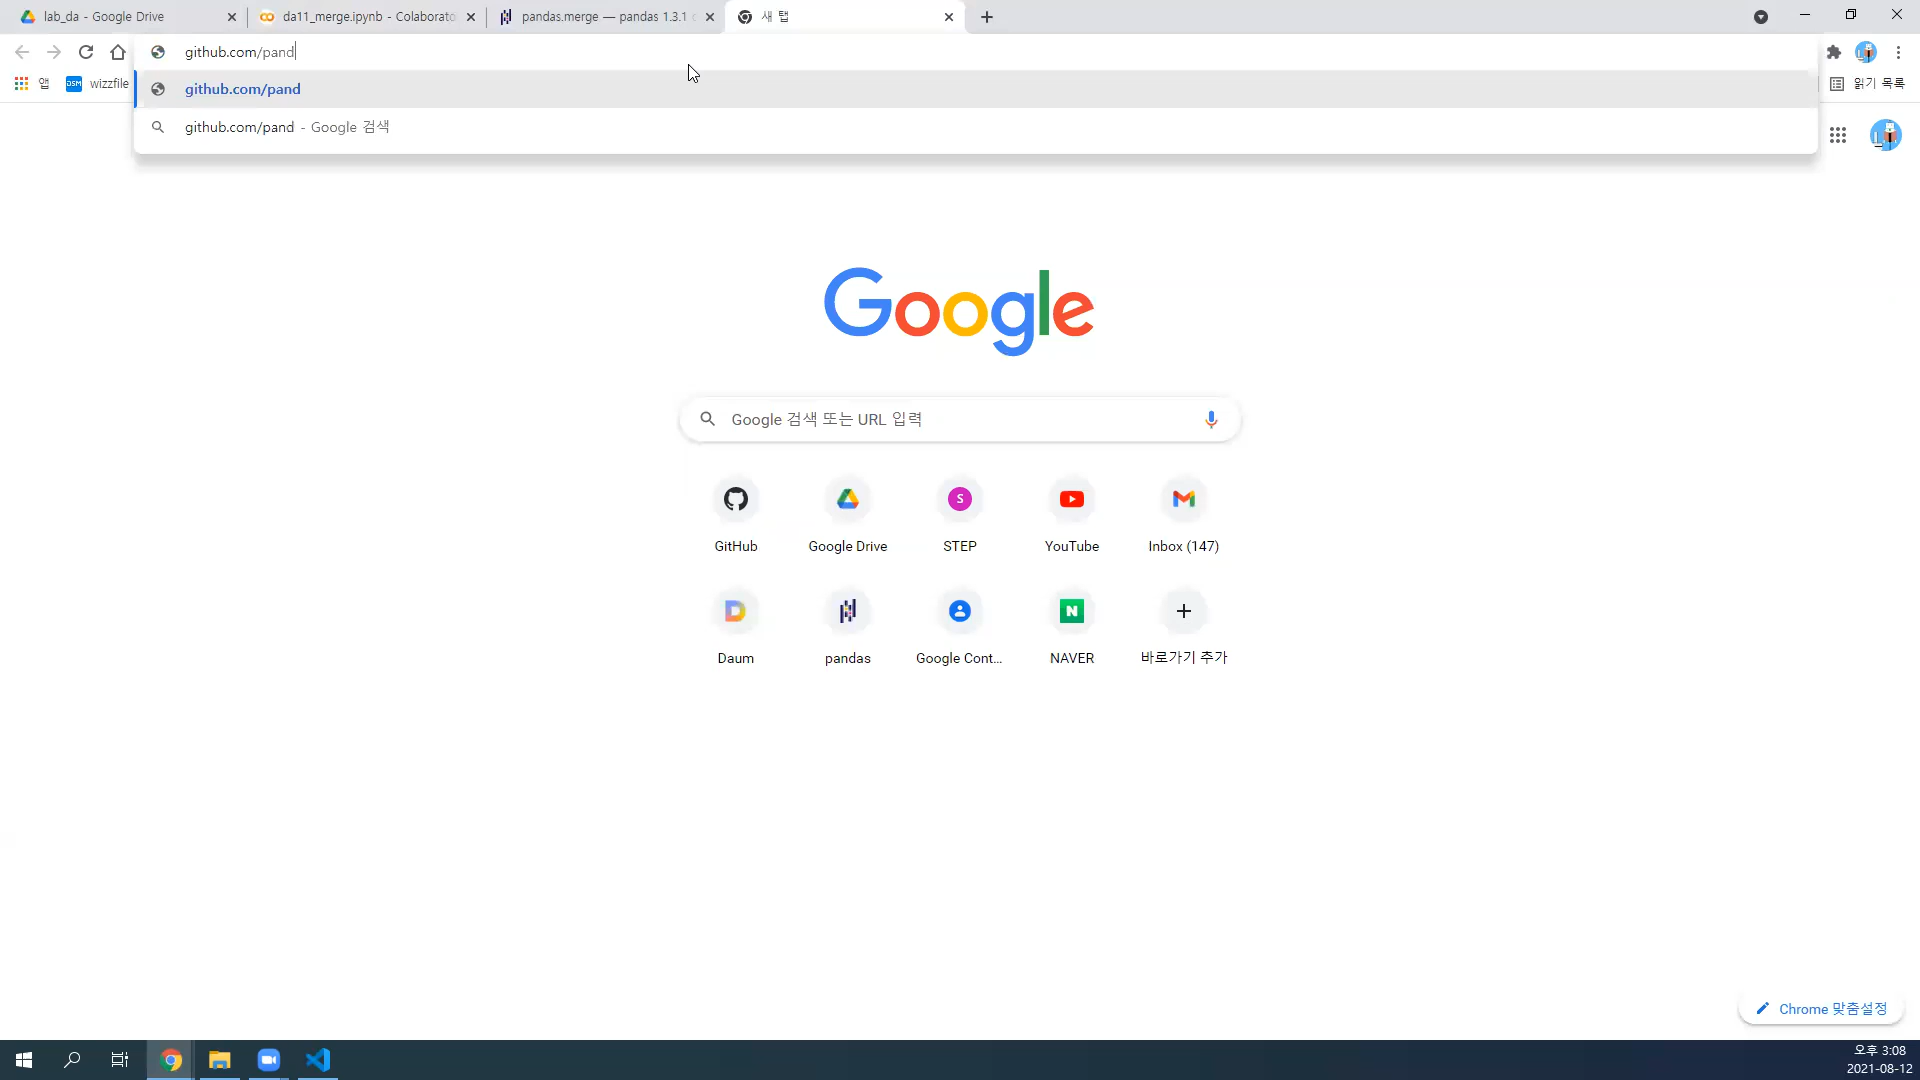 lab_da - Google Drive
da11_merge.ipynb - Colaborato
pandas.merge — pandas 1.3.1
새 탭
github.com/pand
앱
wizzfile
읽기 목록
github.com/pand
github.com/pand - Google 검색
Google
Google 검색 또는 URL 입력
GitHub
Google Drive
S
STEP
YouTube
Inbox (147)
Daum
pandas
Google Cont...
N
NAVER
바로가기 추가
Chrome 맞춤설정
오후 3:08
2021-08-12